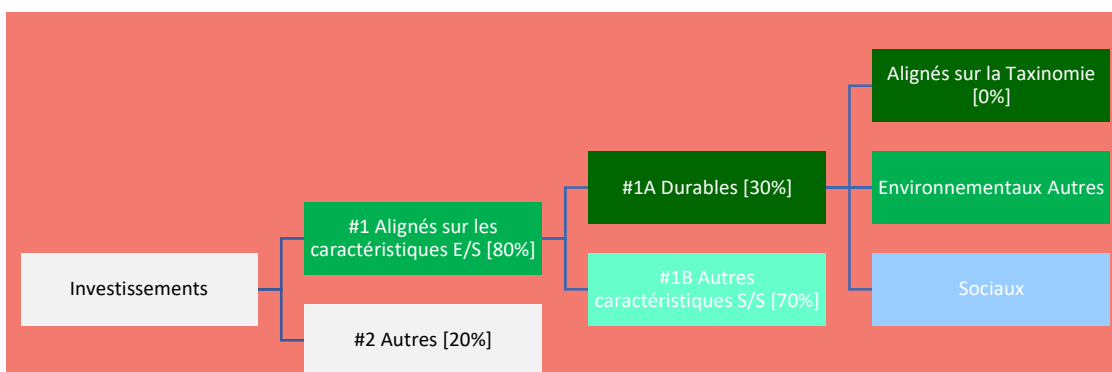 Investissements
#1 Alignés sur les
caractéristiques E/S [80%]
#2 Autres [20%]
#1A Durables [30%]
#1B Autres
caractéristiques S/S [70%]
Alignés sur la Taxinomie
[0%]
Environnementaux Autres
Sociaux